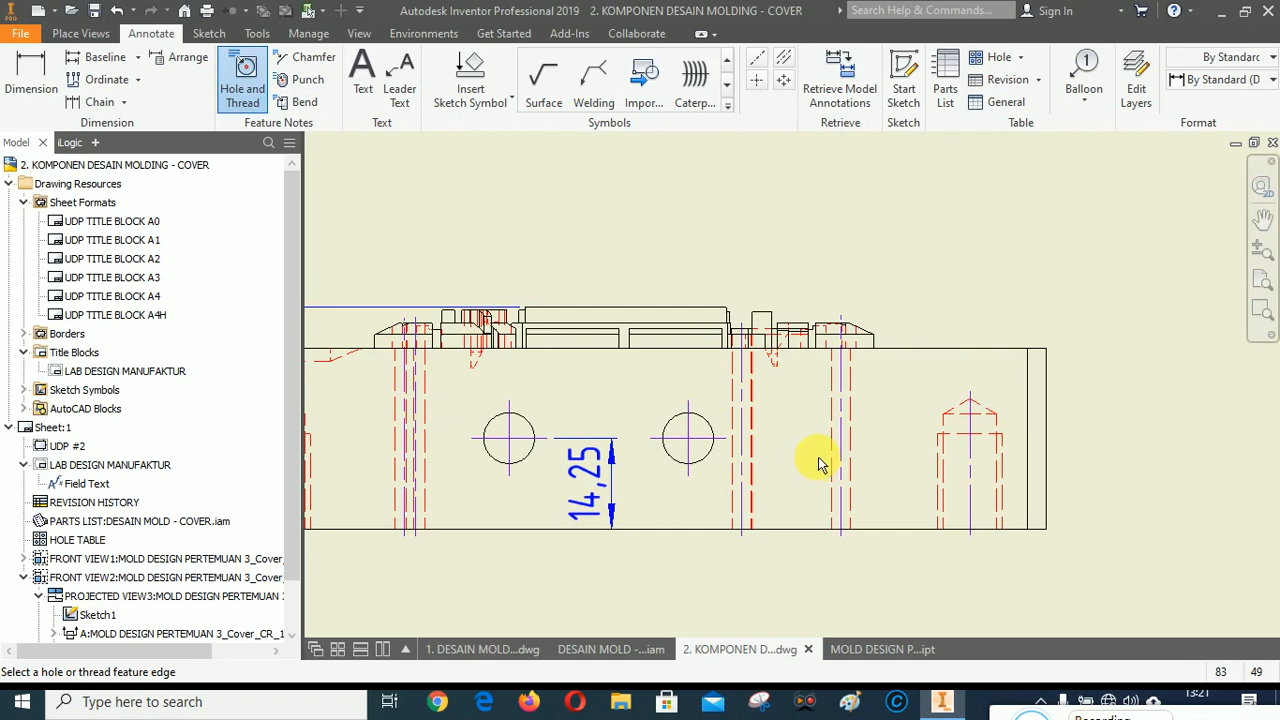 PRO
Autodesk Inventor Professional 2019 2. KOMPONEN DESAIN MOLDING - COVER
Search Help & Commands...
Sign In
File Place Views Annotate Sketch Tools Manage View Environments Get Started Add-Ins Collaborate
Dimension
Baseline
Ordinate
Chain
Arrange
Dimension
Hole and
Thread
Chamfer
Punch
Bend
Feature Notes
Text
Leader
Text
Text
Insert
Sketch Symbol
Surface
Welding
Impor...
Caterp...
Symbols
Retrieve Model
Annotations
Retrieve
Start
Sketch
Sketch
Parts
List
Hole
Revision
General
Table
Balloon
Edit
Layers
By Standarc
By Standard (D
Format
Model iLogic
2. KOMPONEN DESAIN MOLDING - COVER
Drawing Resources
Sheet Formats
UDP TITLE BLOCK A0
UDP TITLE BLOCK A1
UDP TITLE BLOCK A2
UDP TITLE BLOCK A3
UDP TITLE BLOCK A4
UDP TITLE BLOCK A4H
Borders
Title Blocks
LAB DESIGN MANUFAKTUR
Sketch Symbols
AutoCAD Blocks
Sheet:1
UDP #2
LAB DESIGN MANUFAKTUR
Field Text
REVISION HISTORY
PARTS LIST:DESAIN MOLD - COVER.iam
HOLE TABLE
FRONT VIEW1:MOLD DESIGN PERTEMUAN 3_Cover_
FRONT VIEW2:MOLD DESIGN PERTEMUAN 3_Cover_
PROJECTED VIEW3:MOLD DESIGN PERTEMUAN 3
Sketch1
A:MOLD DESIGN PERTEMUAN 3_Cover_CR_1
14,25
2D
1. DESAIN MOLD...dwg DESAIN MOLD -...iam 2. KOMPONEN D...dwg MOLD DESIGN P...ipt
Select a hole or thread feature edge
83 49
Type here to search
13:21